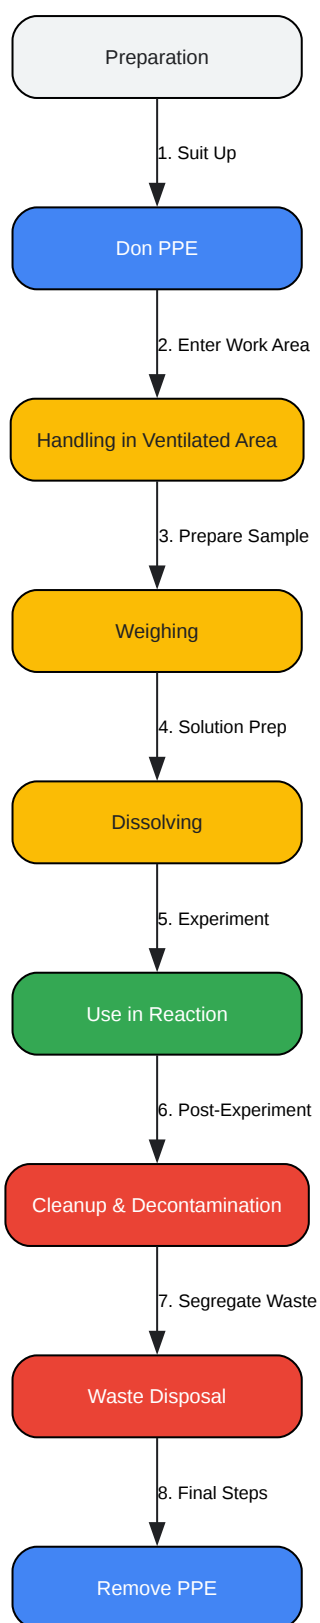 Preparation
1. Suit Up
Don PPE
2. Enter Work Area
Handling in Ventilated Area
3. Prepare Sample
Weighing
4. Solution Prep
Dissolving
5. Experiment
Use in Reaction
6. Post-Experiment
Cleanup & Decontamination
7. Segregate Waste
Waste Disposal
8. Final Steps
Remove PPE